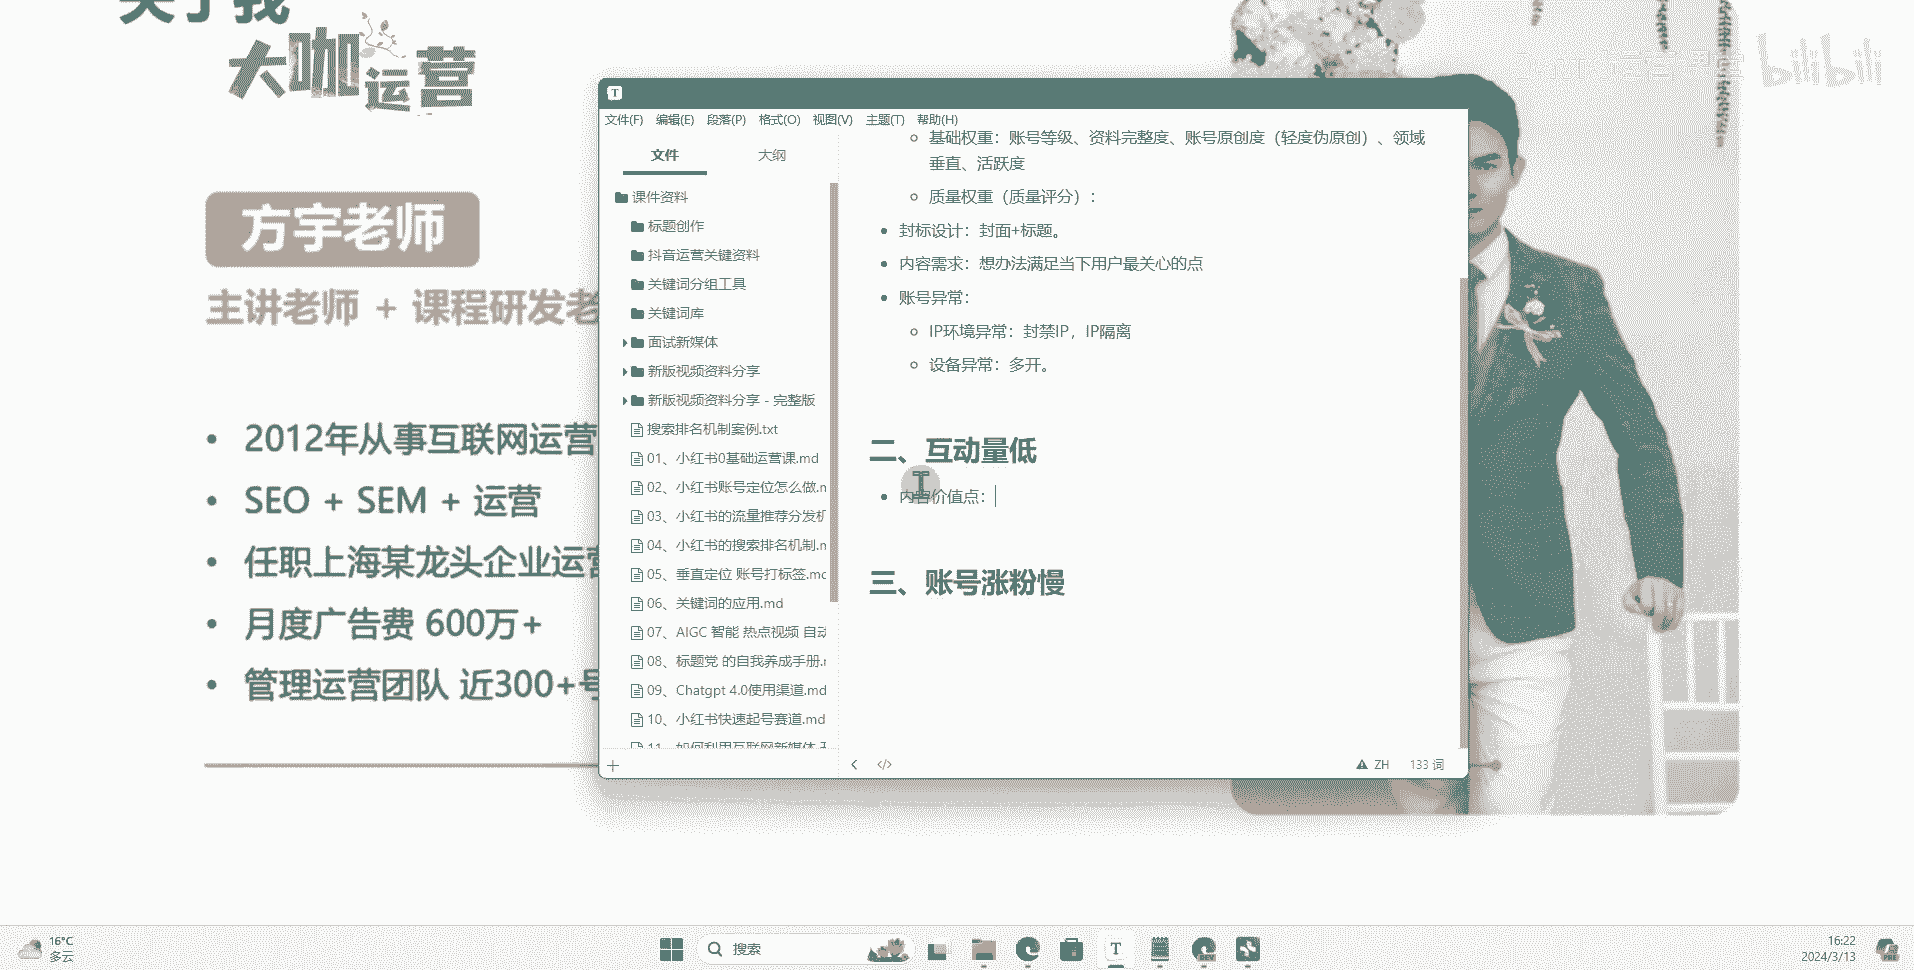 关于我
大咖运营
bilibili
方宇老师
主讲老师 + 课程研发老
2012年从事互联网运营
SEO + SEM + 运营
任职上海某龙头企业运营
月度广告费 600万+
管理运营团队 近300+号
文件(F) 编辑(E) 段落(P) 格式(O) 视图(V) 主题(T) 帮助(H)
文件 大纲
课件资料
标题创作
抖音运营关键资料
关键词分组工具
关键词库
面试新媒体
新版视频资料分享
新版视频资料分享 - 完整版
搜索排名机制案例.txt
01、小红书0基础运营课.md
02、小红书账号定位怎么做.m
03、小红书的流量推荐分发机
04、小红书的搜索排名机制.m
05、垂直定位 账号打标签.mc
06、关键词的应用.md
07、AIGC 智能 热点视频 自动
08、标题党 的自我养成手册.r
09、Chatgpt 4.0使用渠道.md
10、小红书快速起号赛道.md
11、如何利用互联网新媒体
基础权重：账号等级、资料完整度、账号原创度（轻度伪原创）、领域
垂直、活跃度
质量权重（质量评分）：
封标设计：封面+标题。
内容需求：想办法满足当下用户最关心的点
账号异常：
IP环境异常：封禁IP，IP隔离
设备异常：多开。
二、互动量低
内容价值点：
三、账号涨粉慢
ZH 133 词
16°C
多云
搜索
16:22
2024/3/13